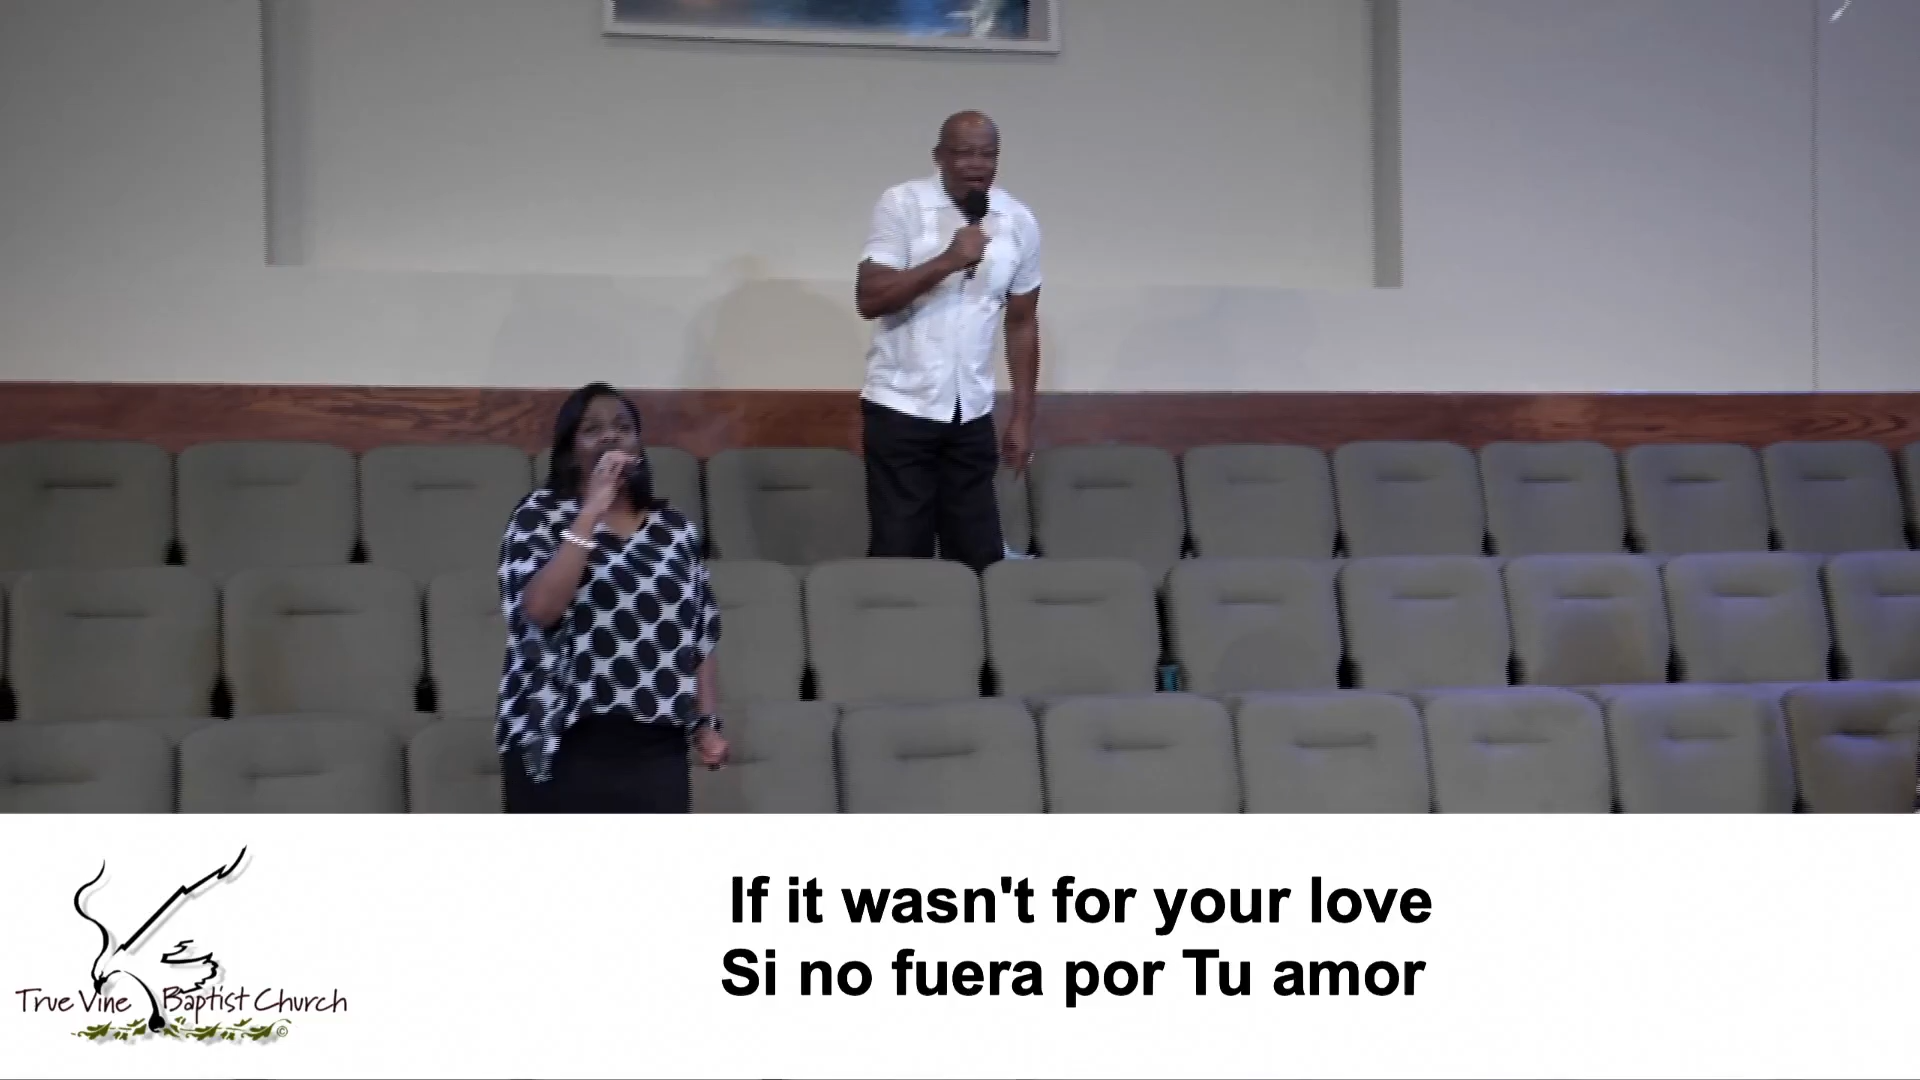 If it wasn't for your love
Si no fuera por Tu amor
True Vine Baptist Church
©